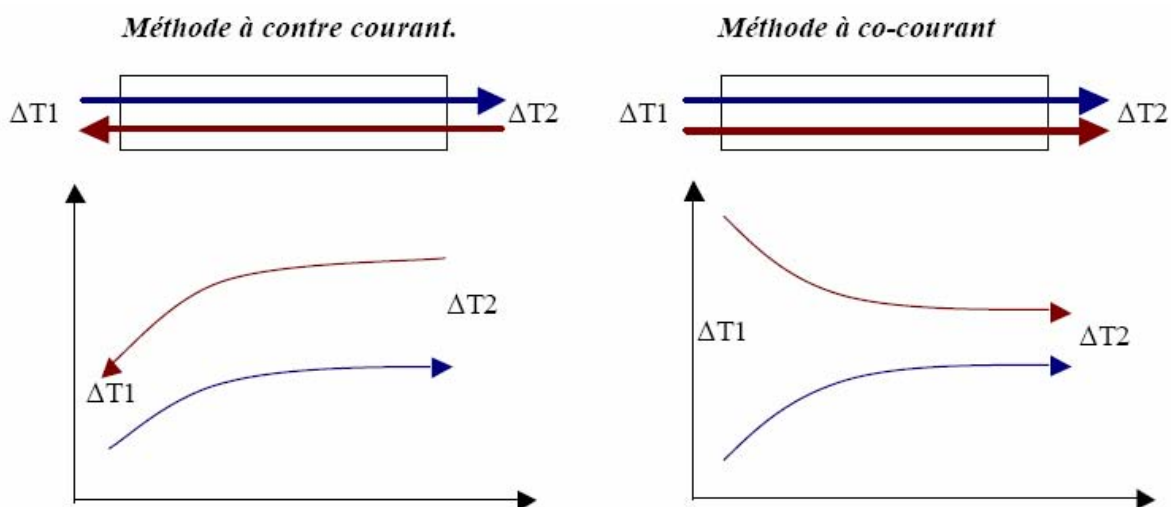 Méthode à contre courant.
Méthode à co-courant
ΔT1
ΔT2
ΔT1
ΔT2
ΔT2
ΔT1
ΔT1
ΔT2